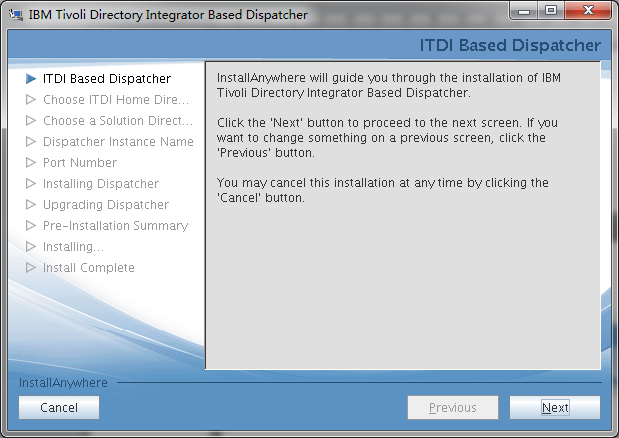 IBM Tivoli Directory Integrator Based Dispatcher
ITDI Based Dispatcher
ITDI Based Dispatcher
Choose ITDI Home Dire...
Choose a Solution Direct...
Dispatcher Instance Name
Port Number
Installing Dispatcher
Upgrading Dispatcher
Pre-Installation Summary
Installing...
Install Complete
InstallAnywhere will guide you through the installation of IBM
Tivoli Directory Integrator Based Dispatcher.
Click the 'Next' button to proceed to the next screen. If you
want to change something on a previous screen, click the
'Previous' button.
You may cancel this installation at any time by clicking the
'Cancel' button.
InstallAnywhere
Cancel
Previous
Next